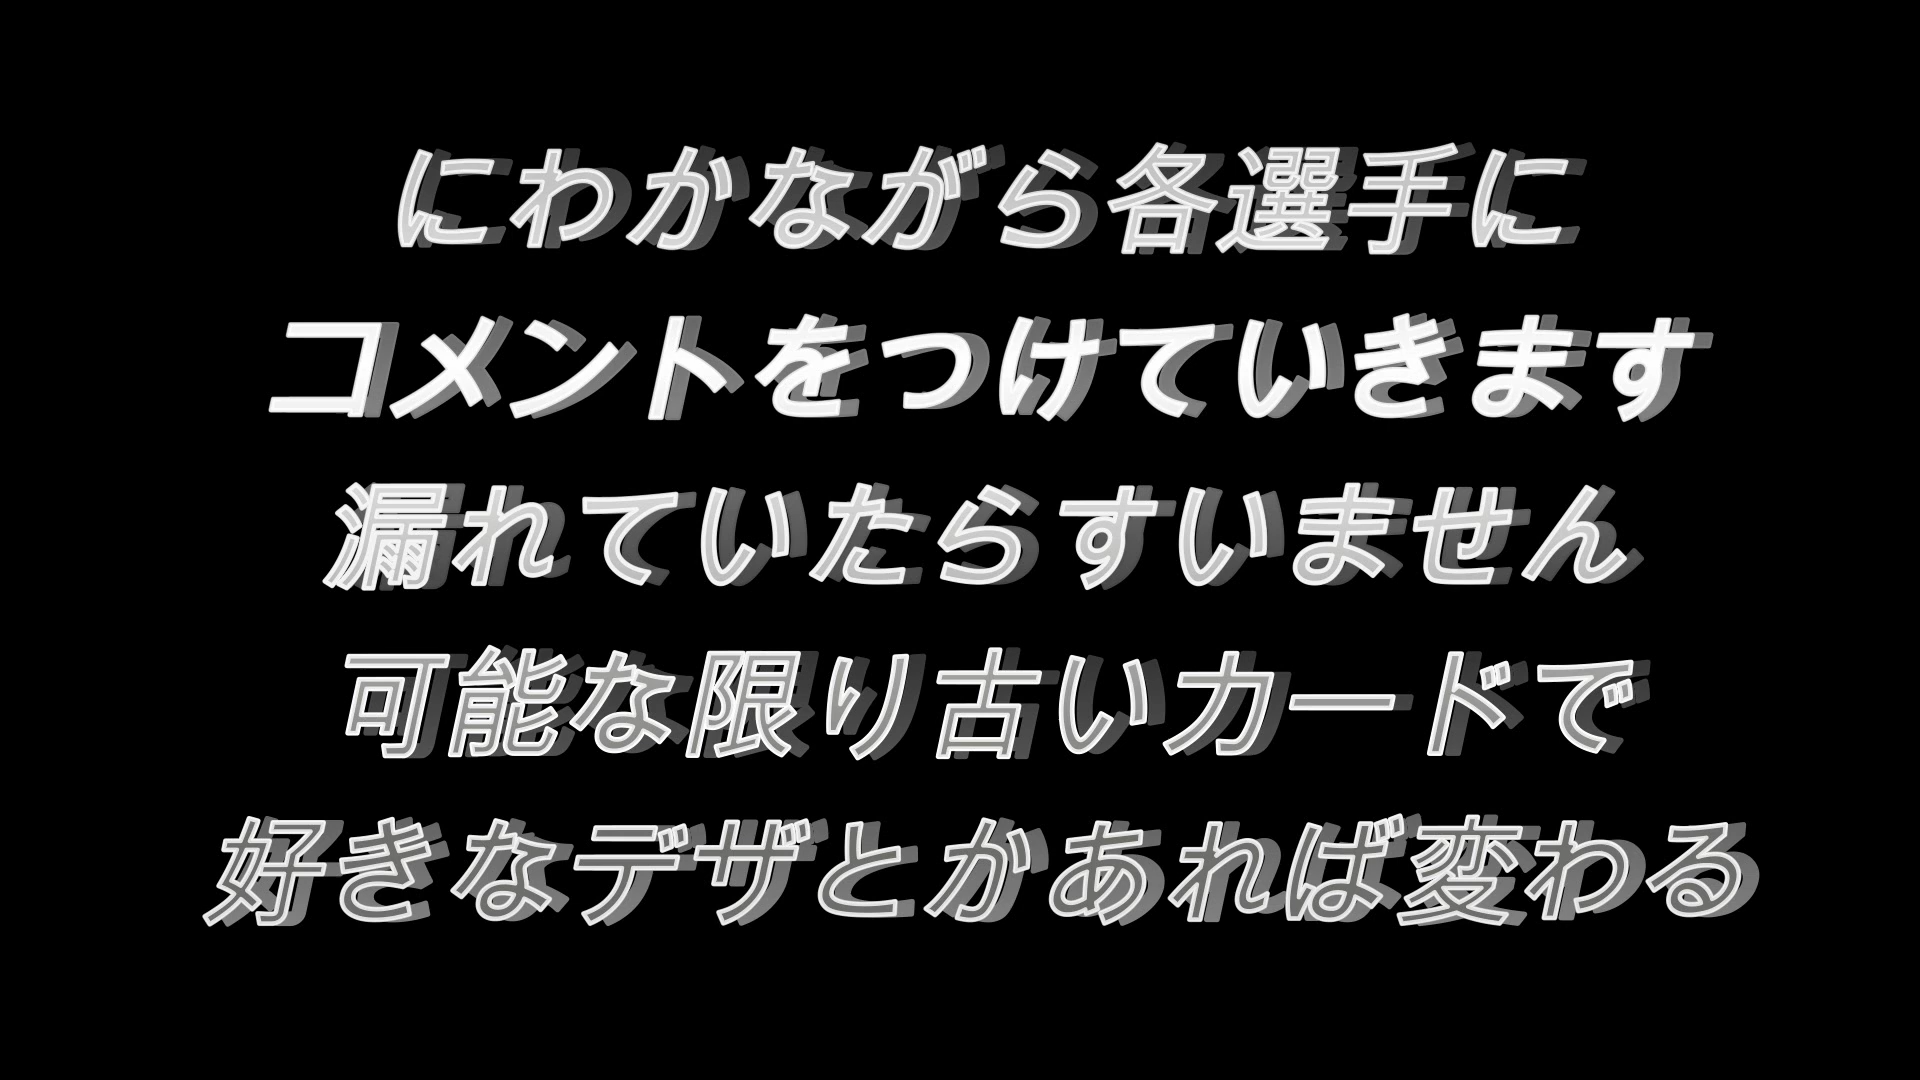 にわかながら各選手に
コメントをつけていきます
漏れていたらすいません
可能な限り古いカードで
好きなデザとかあれば変わる